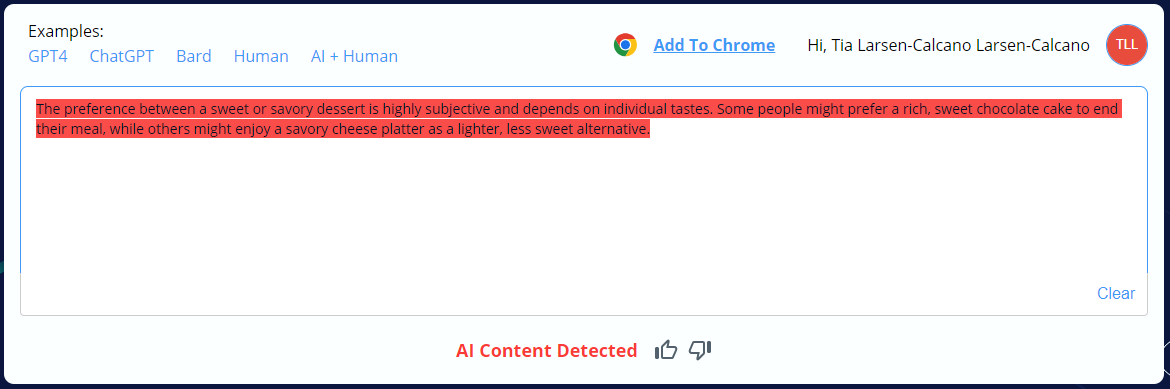 Examples:
GPT4 ChatGPT Bard Human AI + Human
Add To Chrome Hi, Tia Larsen-Calcano Larsen-Calcano TLL
The preference between a sweet or savory dessert is highly subjective and depends on individual tastes. Some people might prefer a rich, sweet chocolate cake to end
their meal, while others might enjoy a savory cheese platter as a lighter, less sweet alternative.
Clear
AI Content Detected